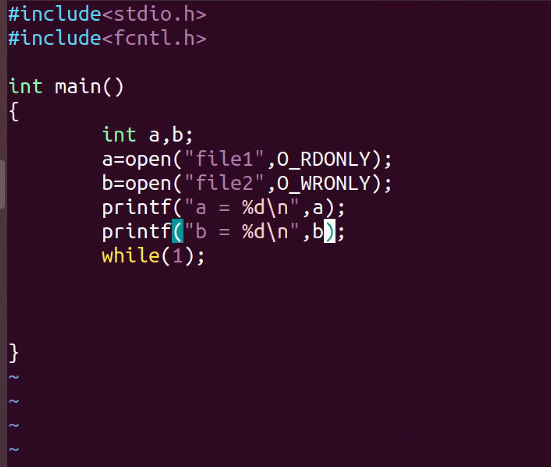 #include<stdio.h>
#include<fcntl.h>
int main()
{
int a,b;
a=open("file1",O_RDONLY);
b=open("file2",O_WRONLY);
printf("a = %d\n",a);
printf("b = %d\n",b);
while(1);
}
~
~
~
~